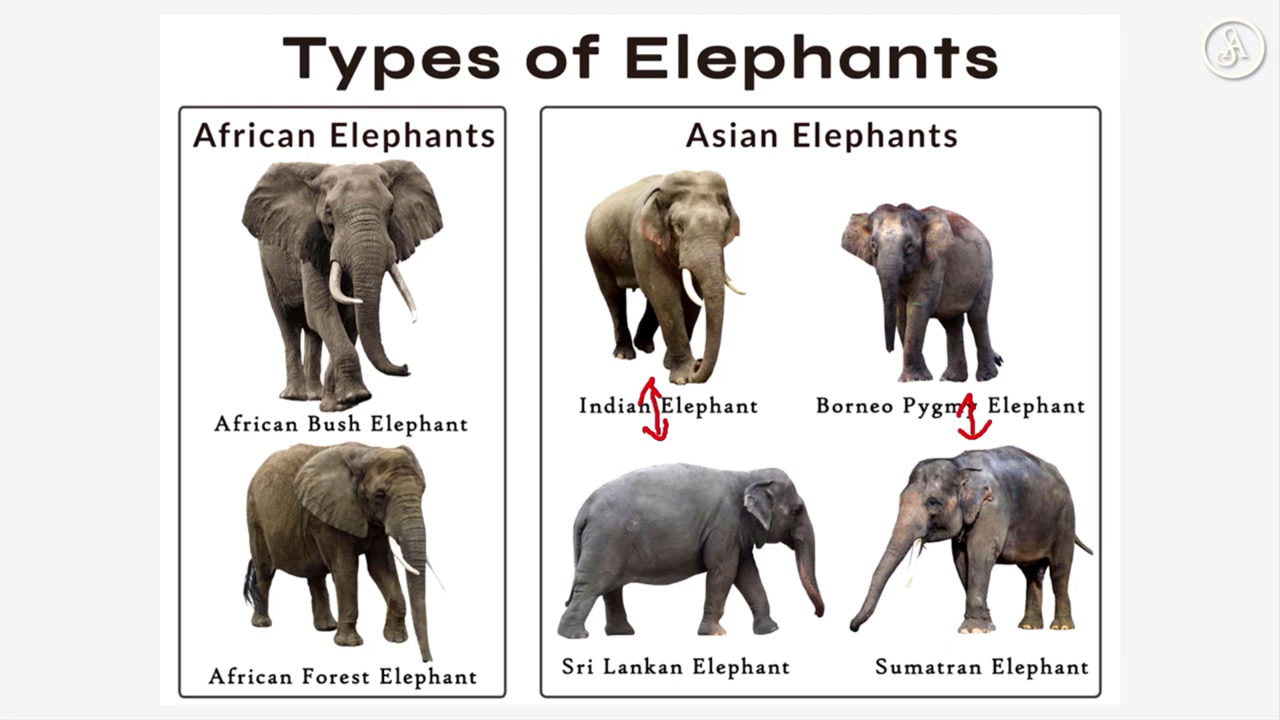 Types of Elephants
African Elephants
African Bush Elephant
African Forest Elephant
Asian Elephants
Indian Elephant
Borneo Pygmy Elephant
Sri Lankan Elephant
Sumatran Elephant